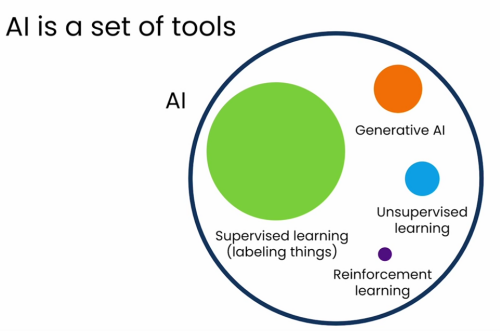 AI is a set of tools
AI
Generative AI
Unsupervised
learning
Supervised learning
(labeling things)
Reinforcement
learning